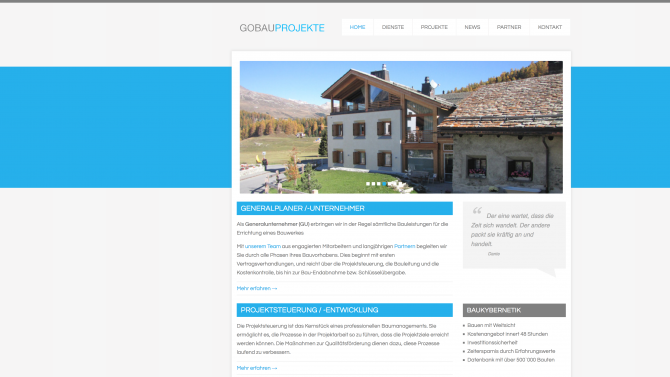 GOBAUPROJEKTE
HOME DIENSTE PROJEKTE NEWS PARTNER KONTAKT
GENERALPLANER /-UNTERNEHMER
Als Generalunternehmer (GU) erbringen wir in der Regel sämtliche Bauleistungen für die
Errichtung eines Bauwerkes
Mit unserem Team aus engagierten Mitarbeitern und langjährigen Partnern begleiten wir
Sie durch alle Phasen Ihres Bauvorhabens. Dies beginnt mit ersten
Vertragsverhandlungen, und reicht über die Projektsteuerung, die Bauleitung und die
Kostenkontrolle, bis hin zur Bau-Endabnahme bzw. Schlüsselübergabe.
Mehr erfahren →
“ Der eine wartet, dass die
Zeit sich wandelt. Der andere
packt sie kräftig an und
handelt.
Dante
PROJEKTSTEUERUNG / -ENTWICKLUNG
Die Projektsteuerung ist das Kernstück eines professionellen Baumanagements. Sie
ermöglicht es, die Prozesse in der Projektarbeit so zu führen, dass die Projektziele erreicht
werden können. Die Maßnahmen zur Qualitätsförderung dienen dazu, diese Prozesse
laufend zu verbessern.
Mehr erfahren →
BAUKYBERNETIK
Bauen mit Weitsicht
Kostenangebot innert 48 Stunden
Investitionssicherheit
Zeitersparnis durch Erfahrungswerte
Datenbank mit über 500`000 Bauten